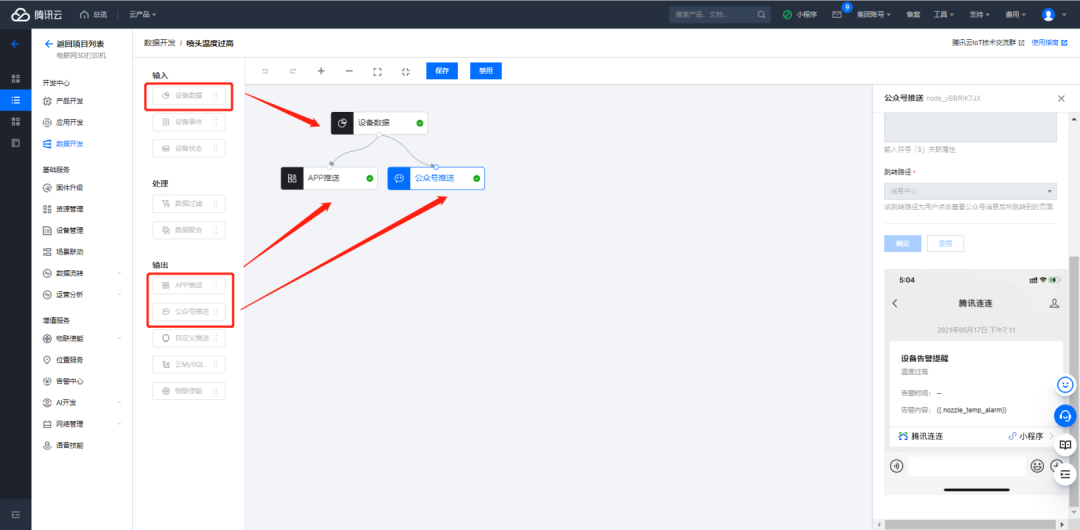 腾讯云
总览
云产品
搜索产品、文档...
小程序
9
集团账号
备案
工具
支持
费用
返回项目列表
物联网3D打印机
数据开发 / 喷头温度过高
腾讯云IoT技术交流群
使用指南
开发中心
产品开发
应用开发
数据开发
基础服务
固件升级
资源管理
设备管理
场景联动
数据流转
运营分析
增值服务
物联使能
位置服务
告警中心
AI开发
网络管理
语音技能
输入
设备数据
设备事件
设备状态
处理
数据过滤
数据聚合
输出
APP推送
公众号推送
自定义推送
云MySQL
物联使能
保存
禁用
设备数据
APP推送
公众号推送
公众号推送 node_yBBRlKTJX
输入符号「$」关联属性
跳转路径
消息中心
该跳转路径为用户点击查看公众号消息后所跳转到的页面
确定
重置
5:04
腾讯连连
2021年05月17日 下午7:11
设备告警提醒
温度过高
告警时间： --
告警内容： {{.nozzle_temp_alarm}}
腾讯连连
小程序